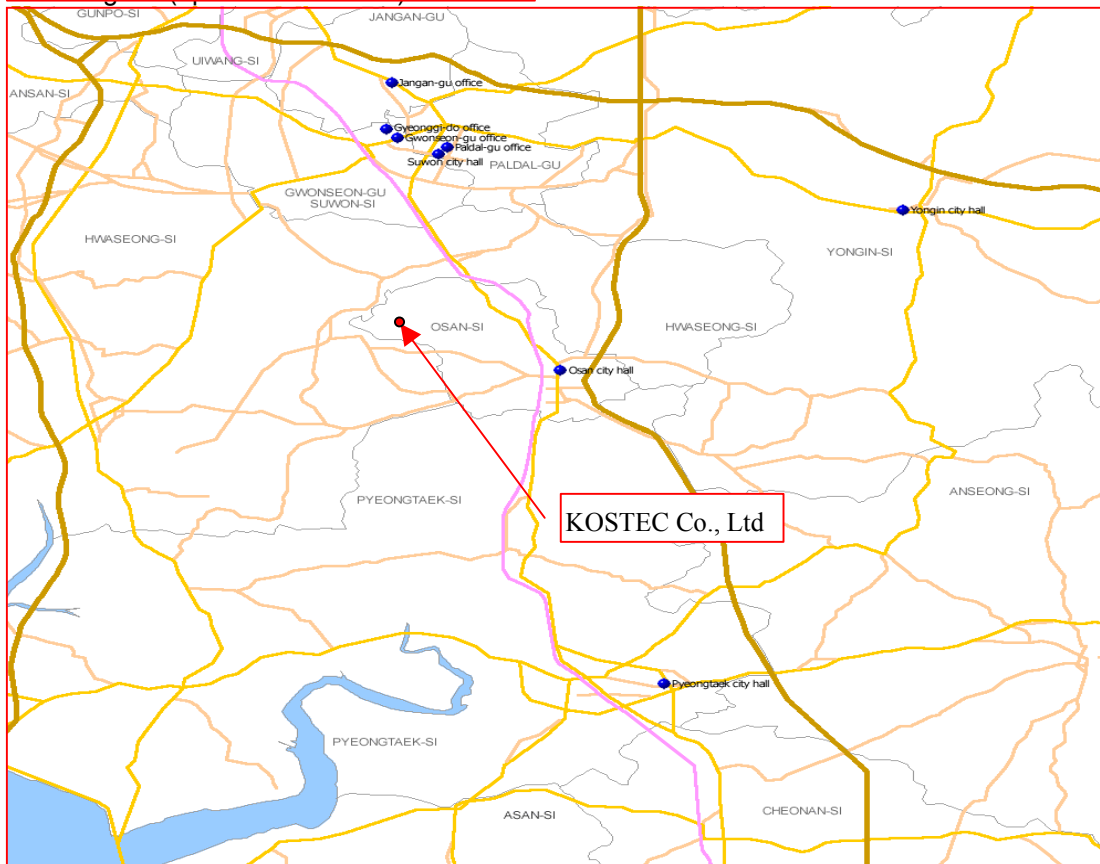 GUNPO-SI
JANGAN-GU
UIWANG-SI
ANSAN-SI
Jangan-gu office
Gyeonggi-do office
Gwonseon-gu office
Paldal-gu office
Suwon city hall
PALDAL-GU
GWONSEON-GU
SUWON-SI
Yongin city hall
HWASEONG-SI
YONGIN-SI
OSAN-SI
HWASEONG-SI
Osan city hall
PYEONGTAEK-SI
ANSEONG-SI
KOSTEC Co., Ltd
Pyeongtaek city hall
PYEONGTAEK-SI
ASAN-SI
CHEONAN-SI